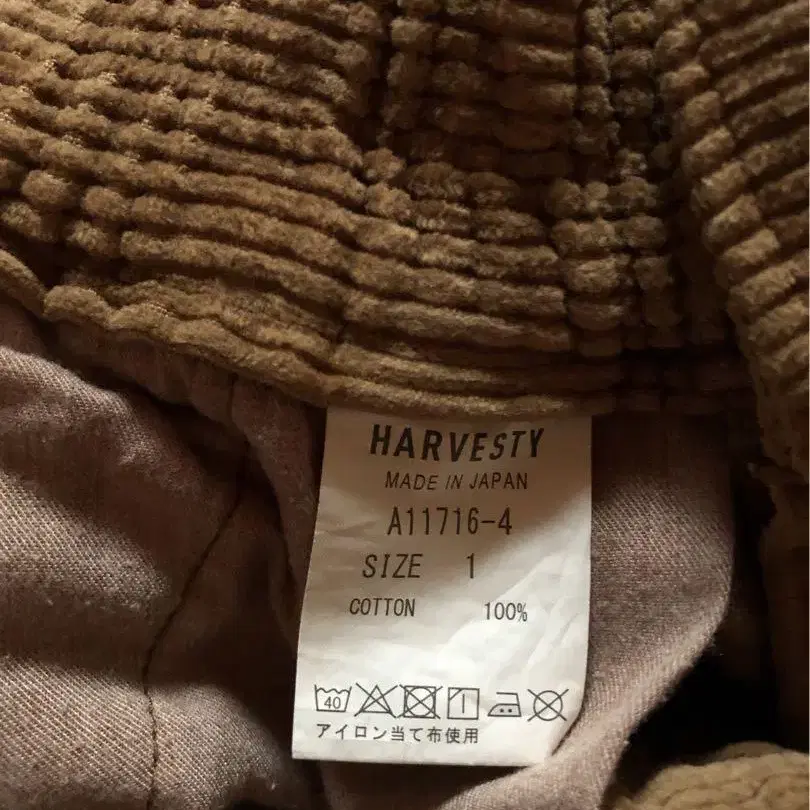 HARVESTY
MADE IN JAPAN
A11716-4
SIZE 1
COTTON 100%
40
アイロン当て布使用